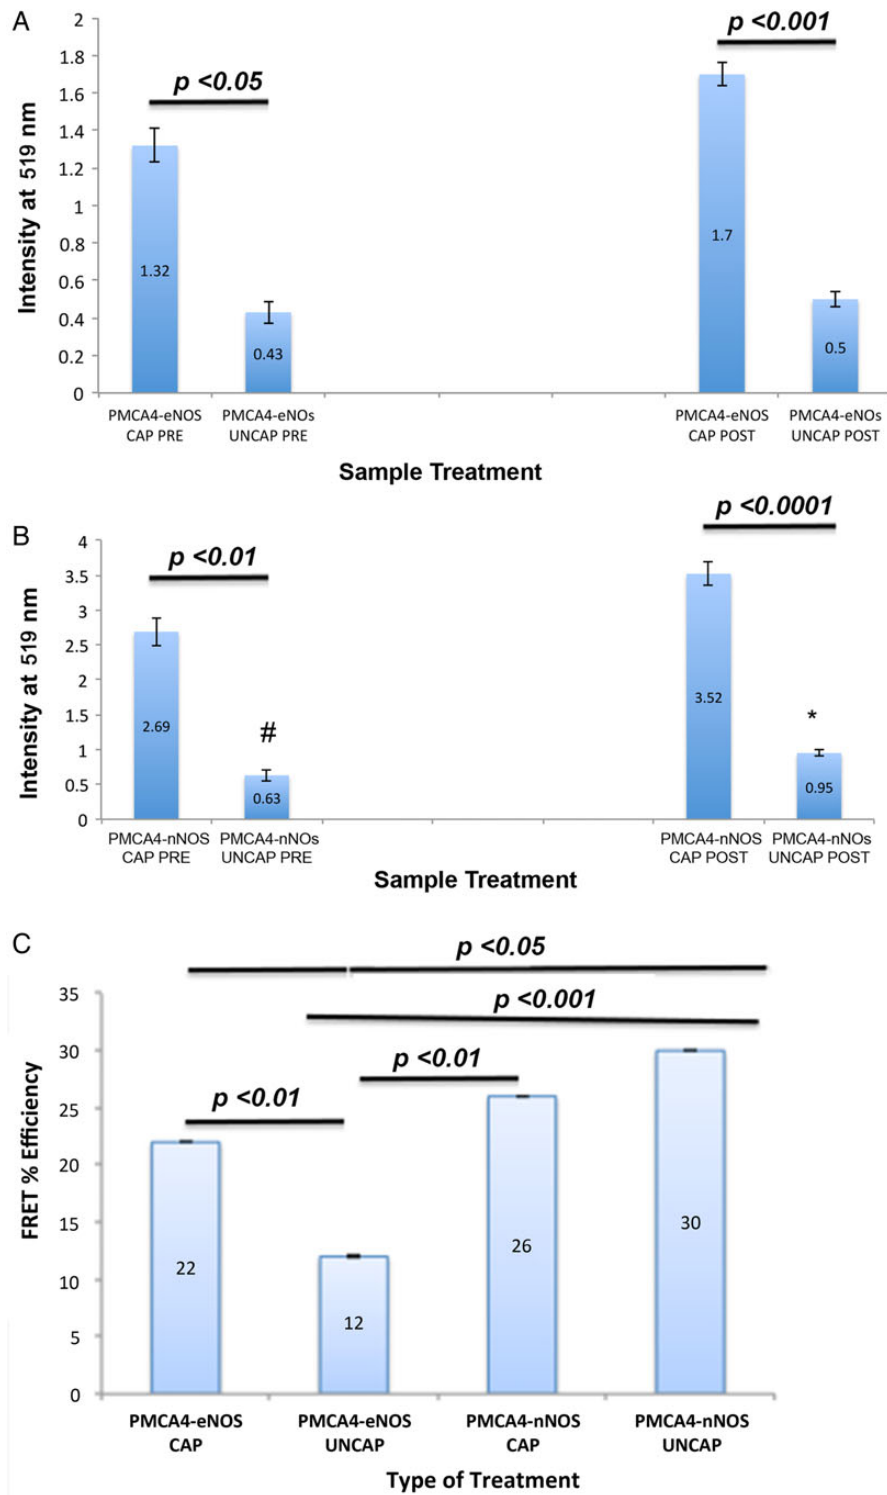 A
p <0.05
p <0.001
Intensity at 519 nm
2
1.8
1.6
1.4
1.2
1
0.8
0.6
0.4
0.2
0
1.32
0.43
1.7
0.5
PMCA4-eNOS
CAP PRE
PMCA4-eNOs
UNCAP PRE
PMCA4-eNOS
CAP POST
PMCA4-eNOs
UNCAP POST
Sample Treatment
B
p <0.01
p <0.0001
Intensity at 519 nm
4
3.5
3
2.5
2
1.5
1
0.5
0
2.69
#
0.63
3.52
*
0.95
PMCA4-nNOS
CAP PRE
PMCA4-nNOs
UNCAP PRE
PMCA4-nNOS
CAP POST
PMCA4-nNOs
UNCAP POST
Sample Treatment
C
p <0.05
p <0.001
p <0.01
p <0.01
FRET % Efficiency
35
30
25
20
15
10
5
0
22
12
26
30
PMCA4-eNOS
CAP
PMCA4-eNOS
UNCAP
PMCA4-nNOS
CAP
PMCA4-nNOS
UNCAP
Type of Treatment